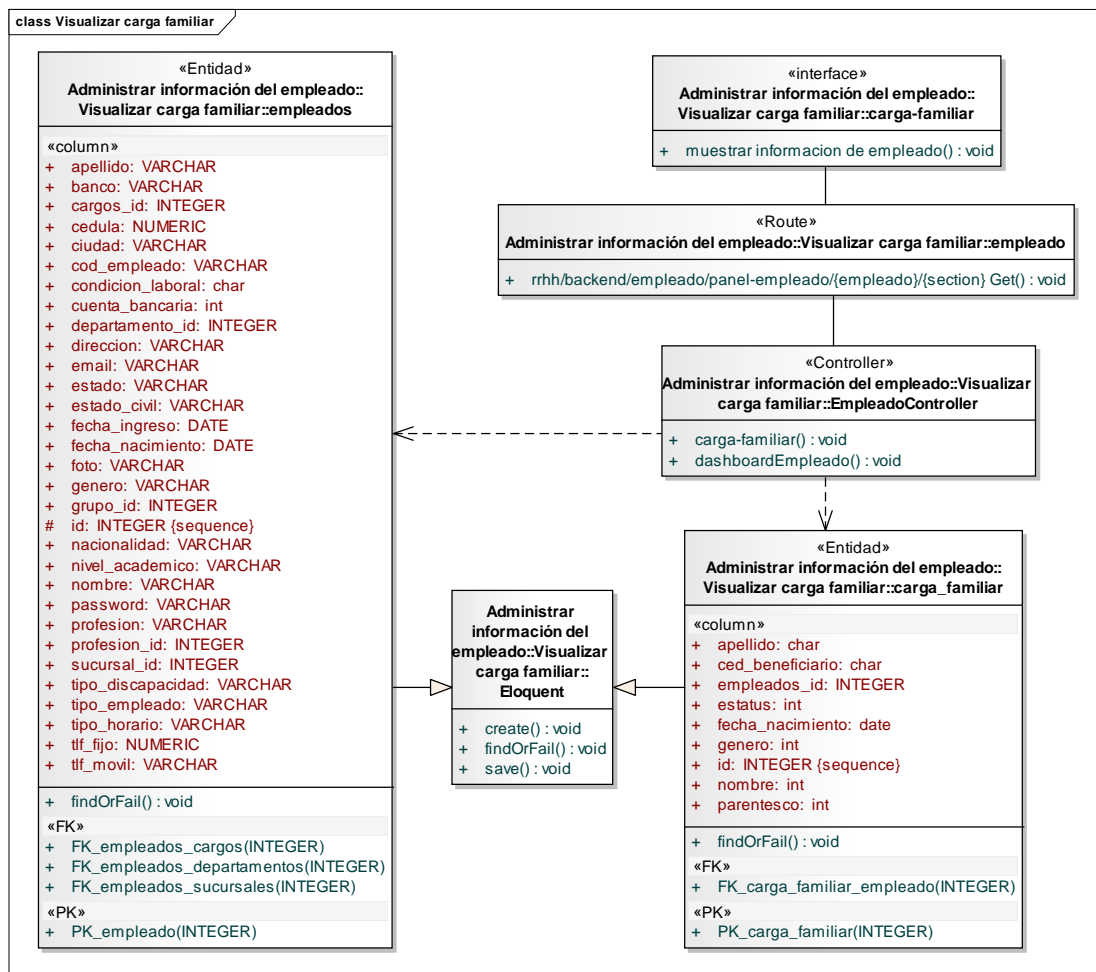 class Visualizar carga familiar
«Entidad»
Administrar información del empleado::
Visualizar carga familiar::empleados
«column»
+ apellido: VARCHAR
+ banco: VARCHAR
+ cargos_id: INTEGER
+ cedula: NUMERIC
+ ciudad: VARCHAR
+ cod_empleado: VARCHAR
+ condicion_laboral: char
+ cuenta_bancaria: int
+ departamento_id: INTEGER
+ direccion: VARCHAR
+ email: VARCHAR
+ estado: VARCHAR
+ estado_civil: VARCHAR
+ fecha_ingreso: DATE
+ fecha_nacimiento: DATE
+ foto: VARCHAR
+ genero: VARCHAR
+ grupo_id: INTEGER
# id: INTEGER {sequence}
+ nacionalidad: VARCHAR
+ nivel_academico: VARCHAR
+ nombre: VARCHAR
+ password: VARCHAR
+ profesion: VARCHAR
+ profesion_id: INTEGER
+ sucursal_id: INTEGER
+ tipo_discapacidad: VARCHAR
+ tipo_empleado: VARCHAR
+ tipo_horario: VARCHAR
+ tlf_fijo: NUMERIC
+ tlf_movil: VARCHAR
+ findOrFail() : void
«FK»
+ FK_empleados_cargos(INTEGER)
+ FK_empleados_departamentos(INTEGER)
+ FK_empleados_sucursales(INTEGER)
«PK»
+ PK_empleado(INTEGER)
«interface»
Administrar información del empleado::
Visualizar carga familiar::carga-familiar
+ muestrar informacion de empleado() : void
«Route»
Administrar información del empleado::Visualizar carga familiar::empleado
+ rrhh/backend/empleado/panel-empleado/{empleado}/{section} Get() : void
«Controller»
Administrar información del empleado::Visualizar
carga familiar::EmpleadoController
+ carga-familiar() : void
+ dashboardEmpleado() : void
Administrar
información del
empleado::Visualizar
carga familiar::
Eloquent
+ create() : void
+ findOrFail() : void
+ save() : void
«Entidad»
Administrar información del empleado::
Visualizar carga familiar::carga_familiar
«column»
+ apellido: char
+ ced_beneficiario: char
+ empleados_id: INTEGER
+ estatus: int
+ fecha_nacimiento: date
+ genero: int
+ id: INTEGER {sequence}
+ nombre: int
+ parentesco: int
+ findOrFail() : void
«FK»
+ FK_carga_familiar_empleado(INTEGER)
«PK»
+ PK_carga_familiar(INTEGER)